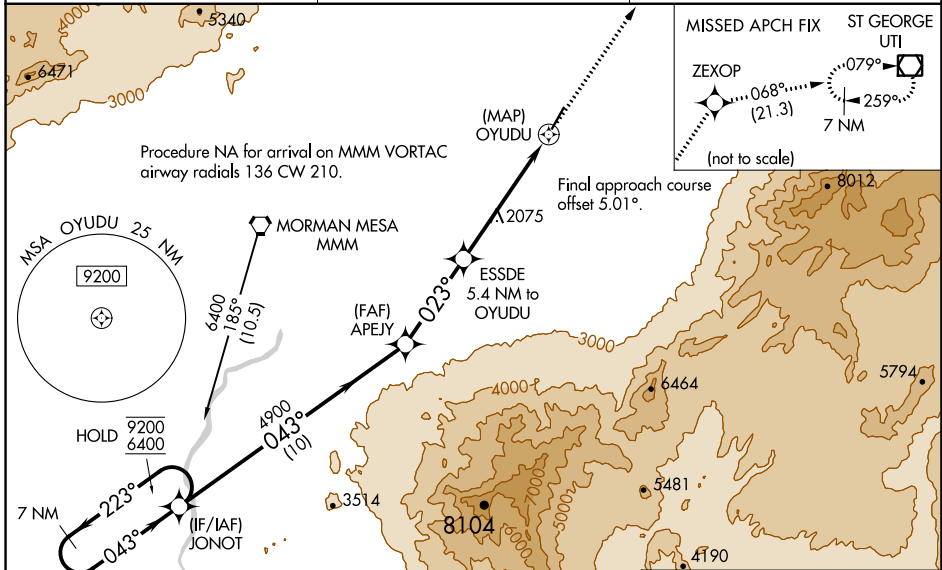 4000
5340
6471
3000
MISSED APCH FIX
ST GEORGE
UTI
ZEXOP
079°
068°
(21.3)
259°
7 NM
(not to scale)
(MAP)
OYUDU
Procedure NA for arrival on MMM VORTAC
airway radials 136 CW 210.
Final approach course
offset 5.01°.
8012
2075
MORMAN MESA
MMM
MSA OYUDU 25 NM
9200
ESSDE
5.4 NM to
OYUDU
023°
6400
185°
(10.5)
(FAF)
APEJY
3000
4000
6464
5794
4900
043°
(10)
HOLD
9200
6400
223°
7 NM
043°
(IF/IAF)
JONOT
3514
8104
7000
6000
5000
5481
4190